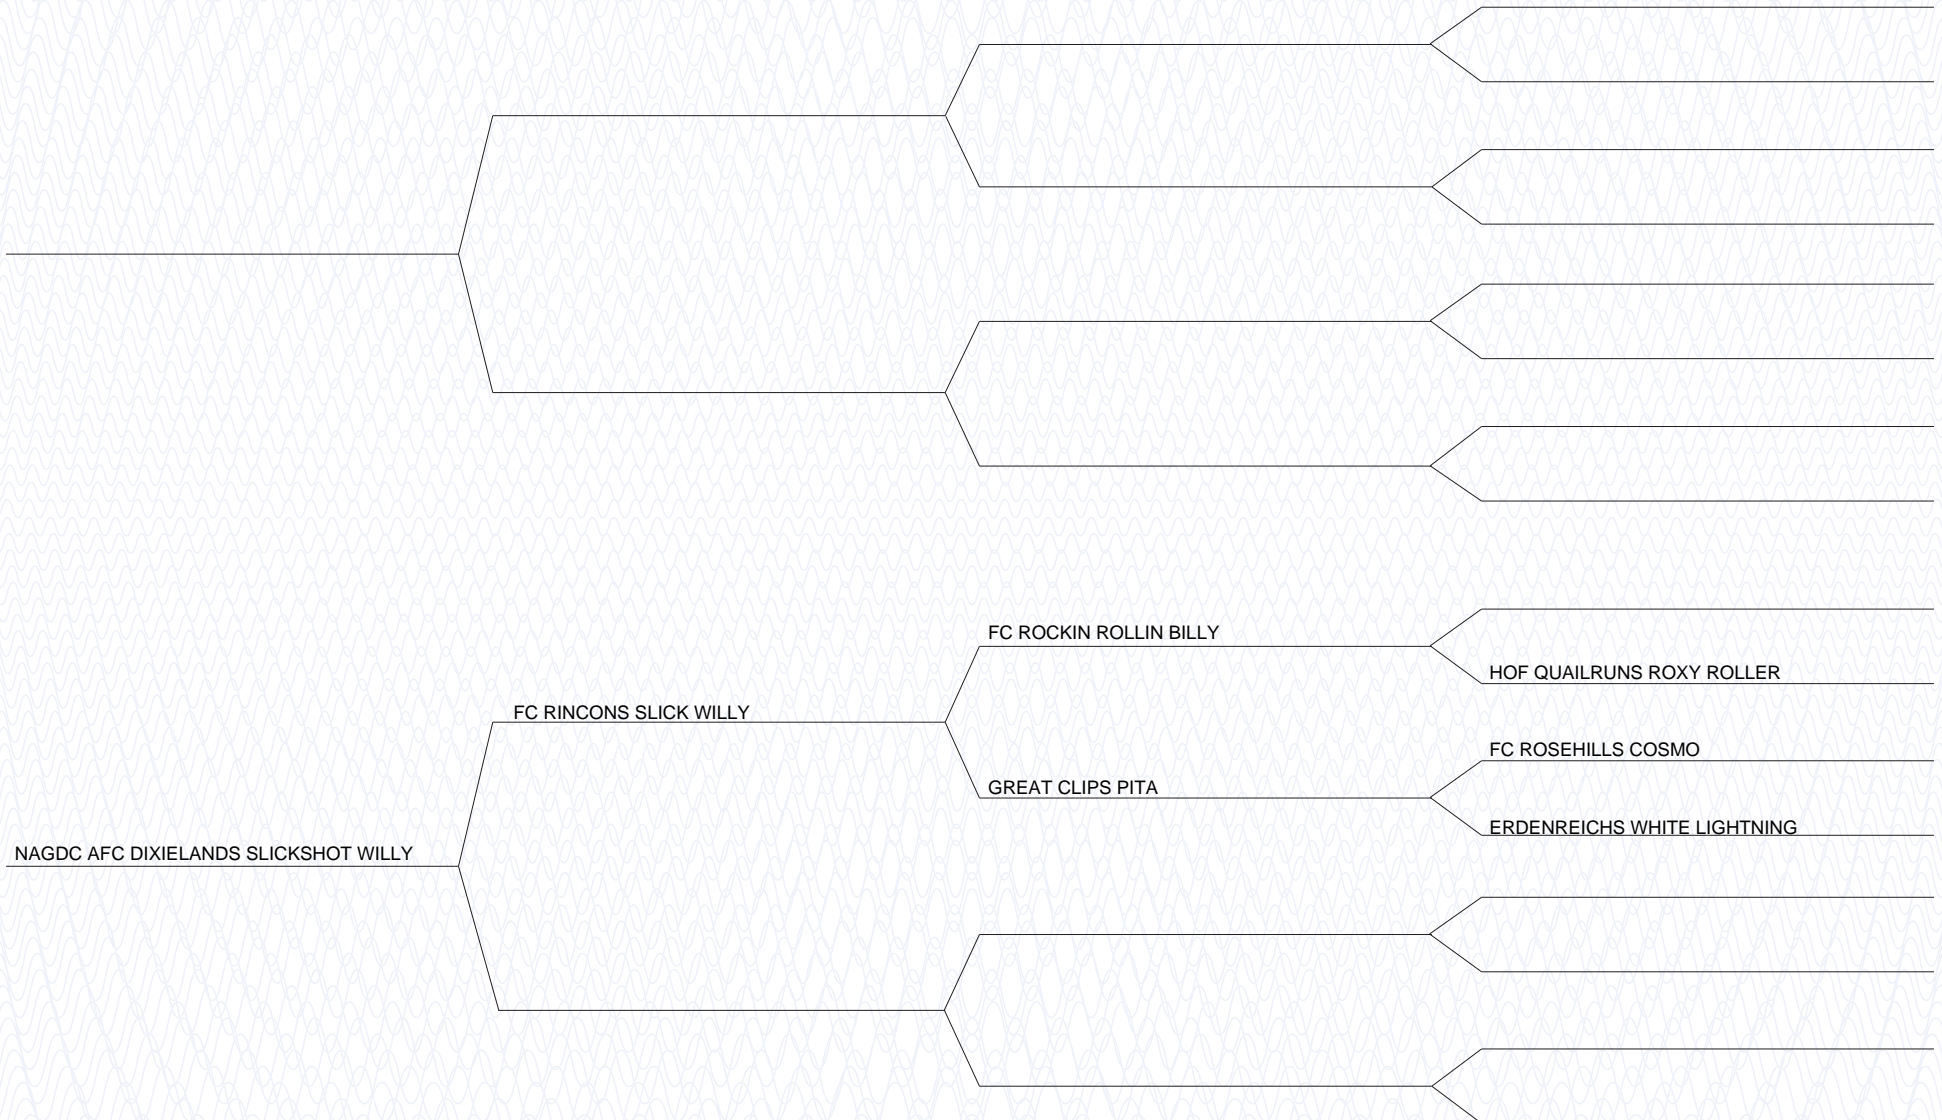 FC ROCKIN ROLLIN BILLY
HOF QUAILRUNS ROXY ROLLER
FC RINCONS SLICK WILLY
FC ROSEHILLS COSMO
GREAT CLIPS PITA
ERDENREICHS WHITE LIGHTNING
NAGDC AFC DIXIELANDS SLICKSHOT WILLY